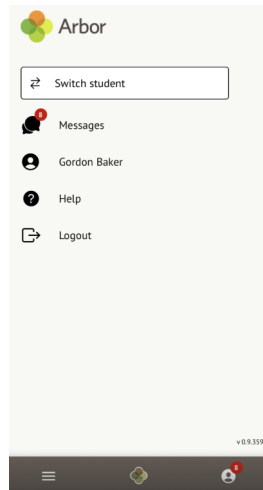 Arbor
Switch student
8
Messages
Gordon Baker
Help
Logout
v 0.9.359
8